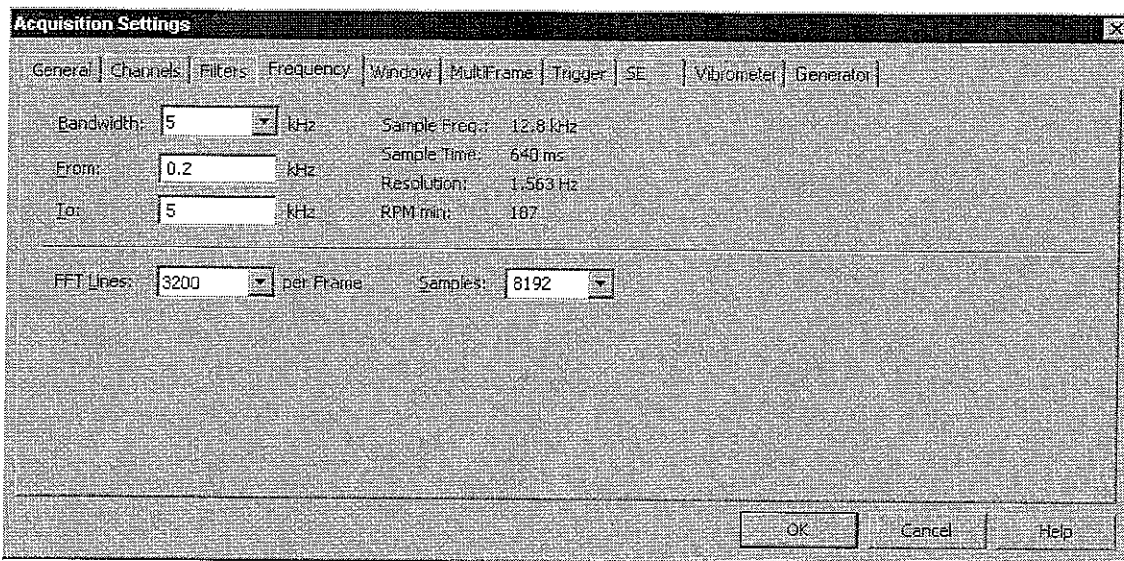 Acquisition Settings
General Channels Filters Frequency Window MultiFrame Trigger SE Vibrometer Generator
Bandwidth: 5 kHz Sample Freq.: 12.8 kHz
Sample Time: 640 ms
From: 0.2 kHz
Resolution: 1.563 Hz
To: 5 kHz RPM min: 187
FFT Lines: 3200 per Frame Samples: 8192
OK Cancel Help